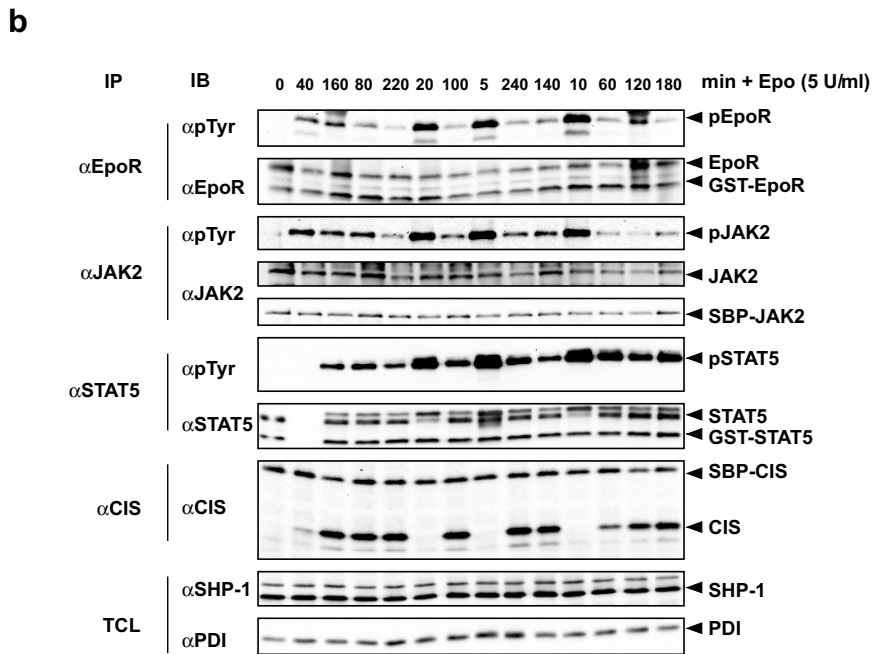 b
IP IB 0 40 160 80 220 20 100 5 240 140 10 60 120 180 min + Epo (5 U/ml)
αpTyr pEpoR
αEpoR
αEpoR EpoR
GST-EpoR
αpTyr pJAK2
αJAK2
αJAK2 JAK2
SBP-JAK2
αpTyr pSTAT5
αSTAT5
αSTAT5 STAT5
GST-STAT5
SBP-CIS
αCIS αCIS
CIS
αSHP-1 SHP-1
TCL
αPDI PDI